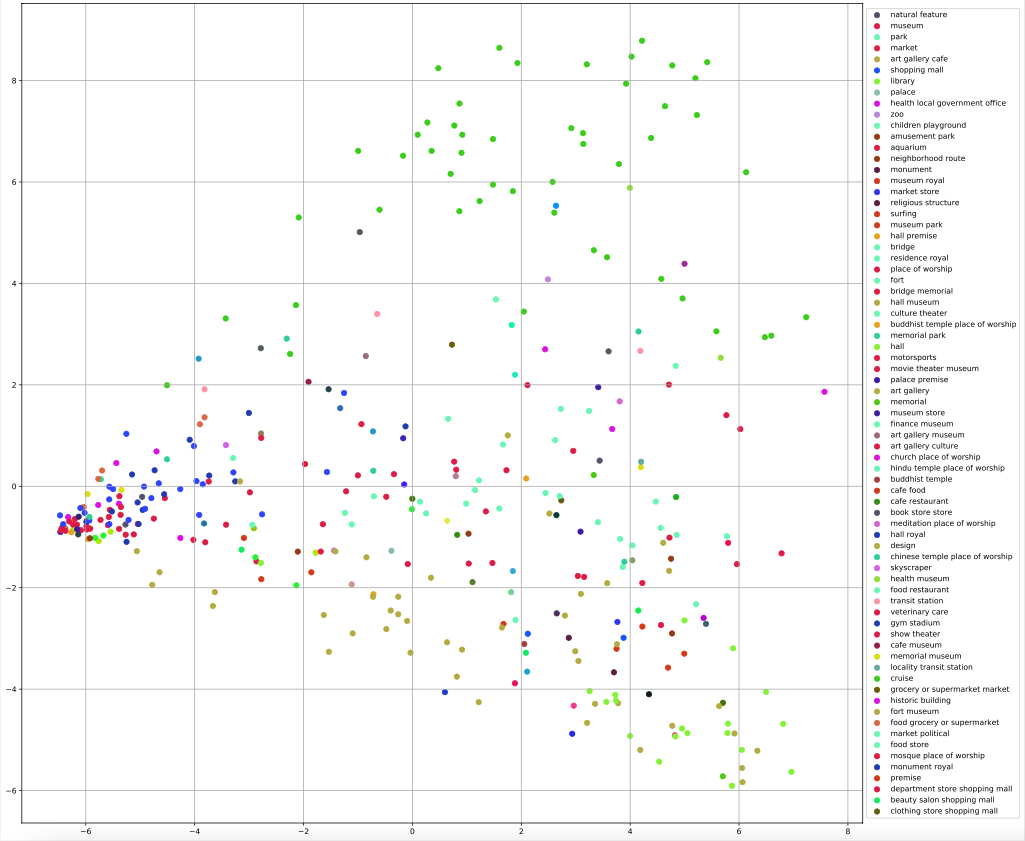 natural feature
museum
park
market
art gallery cafe
shopping mall
library
palace
health local government office
zoo
children playground
amusement park
aquarium
neighborhood route
monument
museum royal
market store
religious structure
surfing
museum park
hall premise
bridge
residence royal
place of worship
fort
bridge memorial
hall museum
culture theater
buddhist temple place of worship
memorial park
hall
motorsports
movie theater museum
palace premise
art gallery
memorial
museum store
finance museum
art gallery museum
art gallery culture
church place of worship
hindu temple place of worship
buddhist temple
cafe food
cafe restaurant
book store store
meditation place of worship
hall royal
design
chinese temple place of worship
skyscraper
health museum
food restaurant
transit station
veterinary care
gym stadium
show theater
cafe museum
memorial museum
locality transit station
cruise
grocery or supermarket market
historic building
fort museum
food grocery or supermarket
market political
food store
mosque place of worship
monument royal
premise
department store shopping mall
beauty salon shopping mall
clothing store shopping mall
8
6
4
2
0
−2
−4
−6
−6 −4 −2 0 2 4 6 8